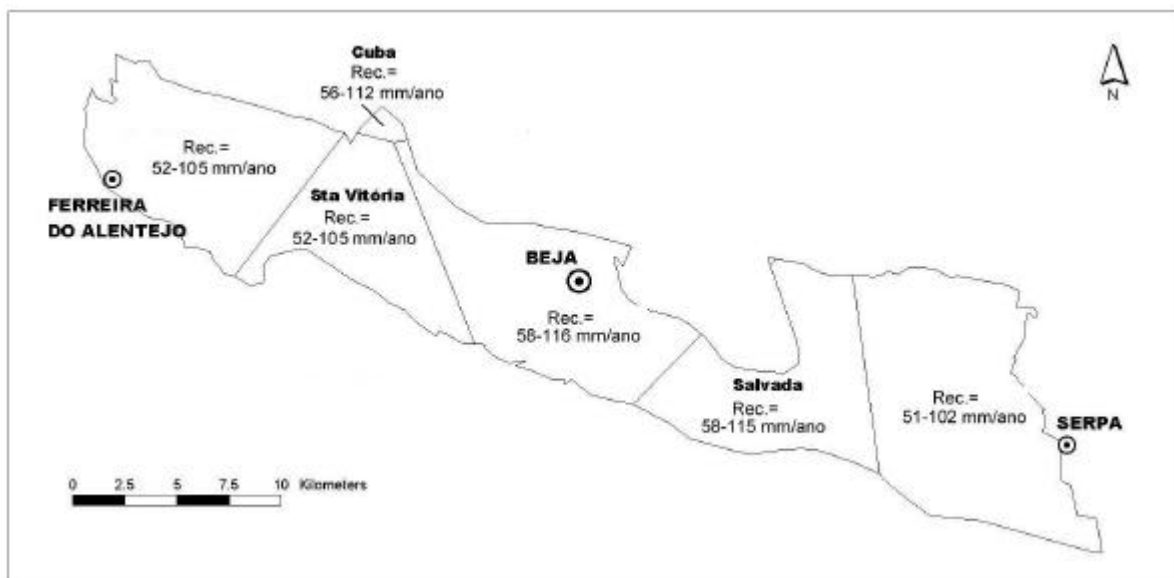 Cuba
Rec.=
56-112 mm/ano
N
Rec.=
52-105 mm/ano
FERREIRA
DO ALENTEJO
Sta Vitória
Rec.=
52-105 mm/ano
BEJA
Rec.=
58-116 mm/ano
Salvada
Rec.=
58-115 mm/ano
Rec.=
51-102 mm/ano
SERPA
0 2.5 5 7.5 10 Kilometers